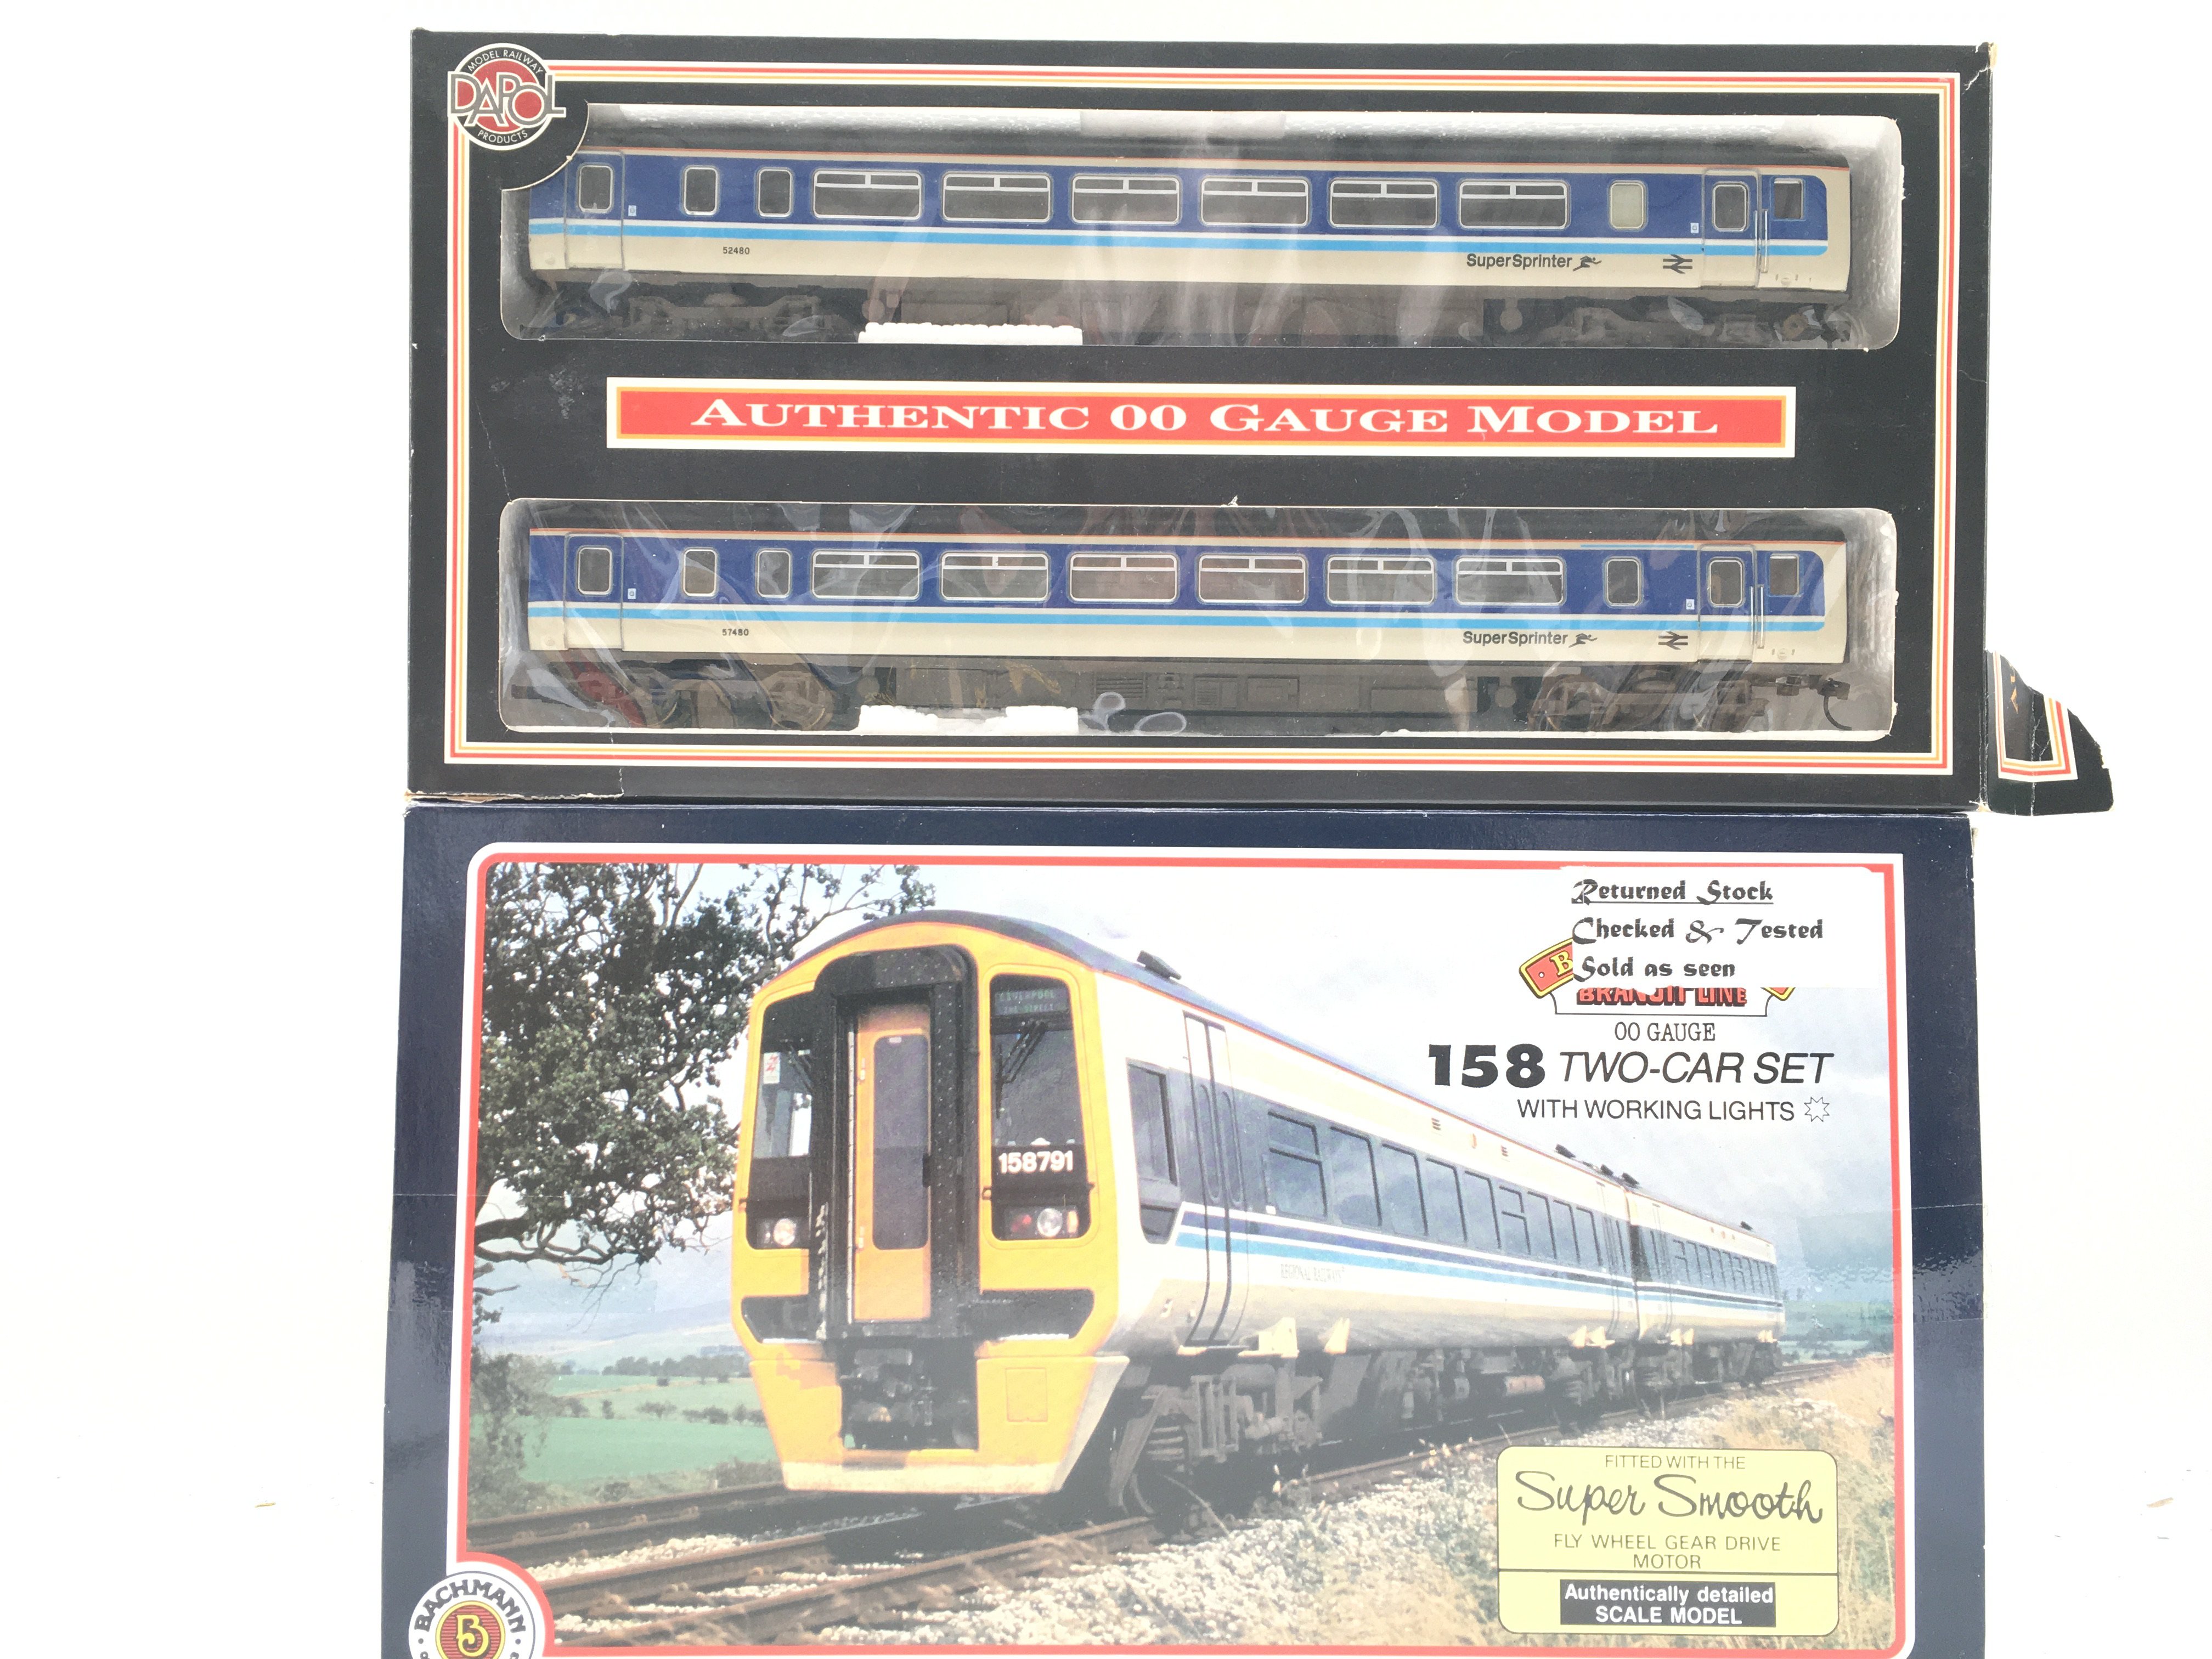 MODEL RAILWAY
DAPOL
PRODUCTS
52480
SuperSprinter
AUTHENTIC 00 GAUGE MODEL
57480
SuperSprinter
Returned Stock
Checked & Tested
Sold as seen
BRANCH LINE
00 GAUGE
158 TWO-CAR SET
WITH WORKING LIGHTS
158791
REGIONAL RAILWAYS
FITTED WITH THE
Super Smooth
FLY WHEEL GEAR DRIVE
MOTOR
Authentically detailed
SCALE MODEL
BACHMANN
B